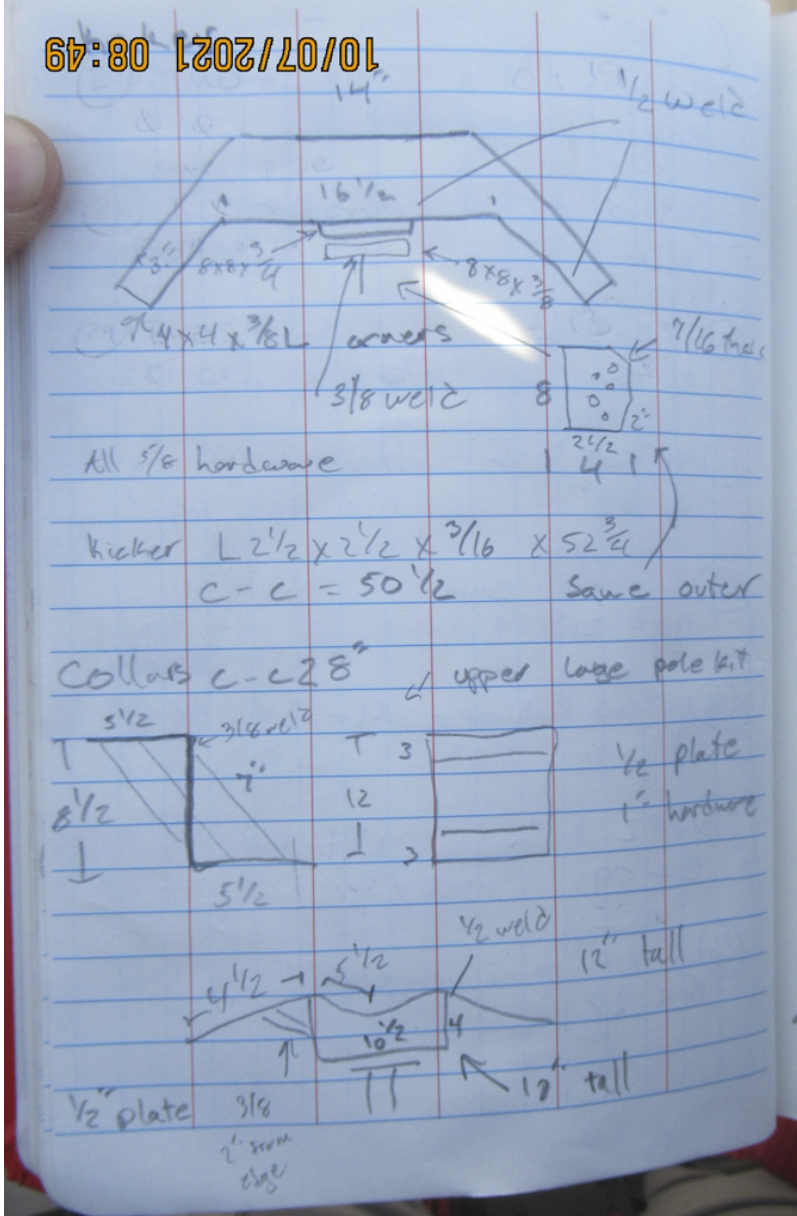 Kicker
10/07/2021 08:49
14"
1/2 weld
16 1/2
3"
8x8x3/4
8x8x3/8
4x4x3/8L corners
7/16 thick
3/8 weld
8
2"
2 1/2
All 5/8 hardware
1 4 1
Kicker L 2 1/2 x 2 1/2 x 3/16 x 52 3/4
c-c = 50 1/2
Same outer
Collars c-c 28"
upper large pole kit
5 1/2
3/8 weld
3
1/2 plate
7"
8 1/2
12
1" hardware
3
5 1/2
1/2 weld
12" tall
4 1/2
5 1/2
10 1/2
4
tall
1/2" plate
3/8
2" from
edge